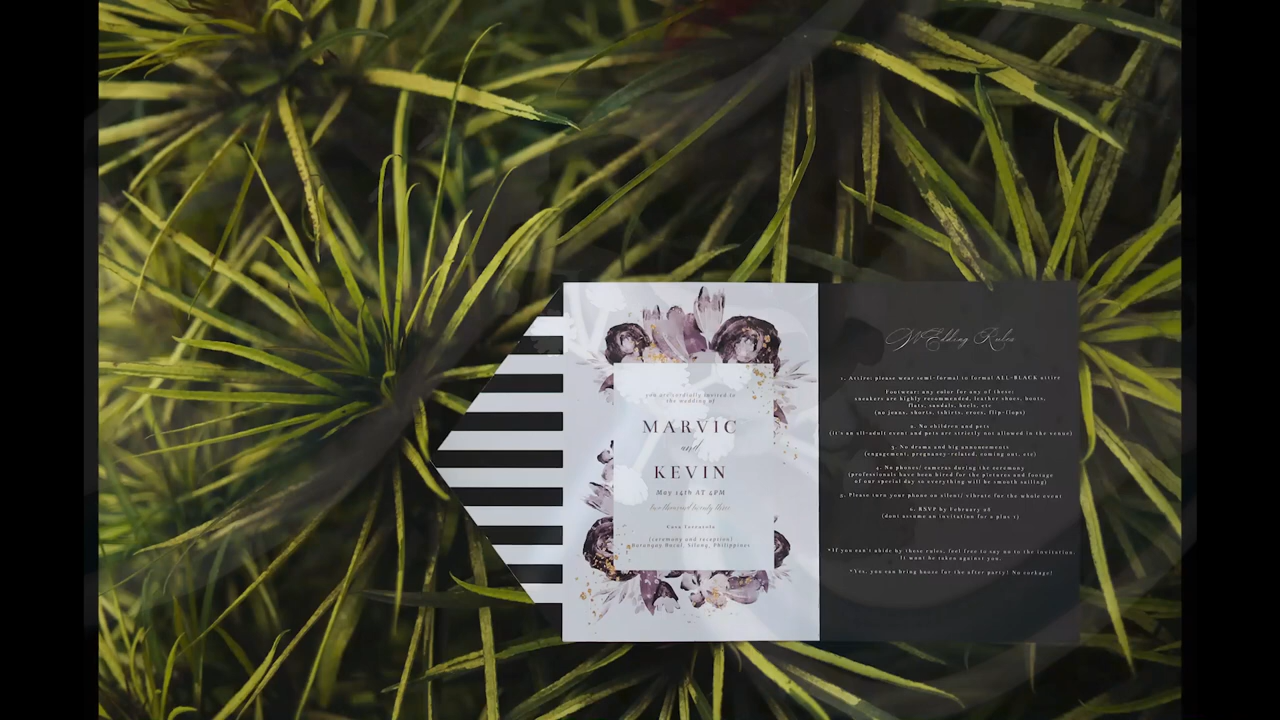 you are cordially invited to
the wedding of
MARVIC
and
KEVIN
May 14th AT 4PM
two thousand twenty three
Casa Esienrela
(ceremony and reception)
Barangay Bucal, Silang, Philippines
WEdding Rules
1. Attire: please wear semi-formal to formal ALL-BLACK attire
Footwear: any color for any of these:
sneakers are highly recommended, leather shoes, boots,
flats, sandals, heels, etc
(no jeans, shorts, tshirts, crocs, flip-flops)
2. No children and pets
(it's an all-adult event and pets are strictly not allowed in the venue)
3. No drama and big announcements
(engagement, pregnancy-related, coming out, etc)
4. No phones/ cameras during the ceremony
(professionals have been hired for the pictures and footage
of our special day so everything will be smooth sailing)
5. Please turn your phone on silent/ vibrate for the whole event
6. RSVP by February 28
(dont assume an invitation for a plus 1)
*If you can't abide by these rules, feel free to say no to the invitation.
It wont be taken against you.
*Yes, you can bring booze for the after party! No corkage!